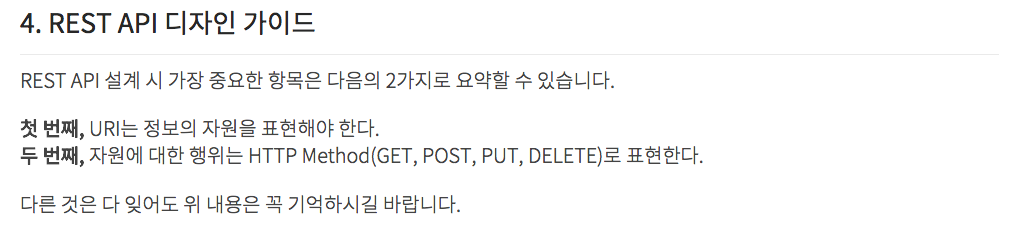 4. REST API 디자인 가이드
REST API 설계 시 가장 중요한 항목은 다음의 2가지로 요약할 수 있습니다.
첫 번째, URI는 정보의 자원을 표현해야 한다.
두 번째, 자원에 대한 행위는 HTTP Method(GET, POST, PUT, DELETE)로 표현한다.
다른 것은 다 잊어도 위 내용은 꼭 기억하시길 바랍니다.